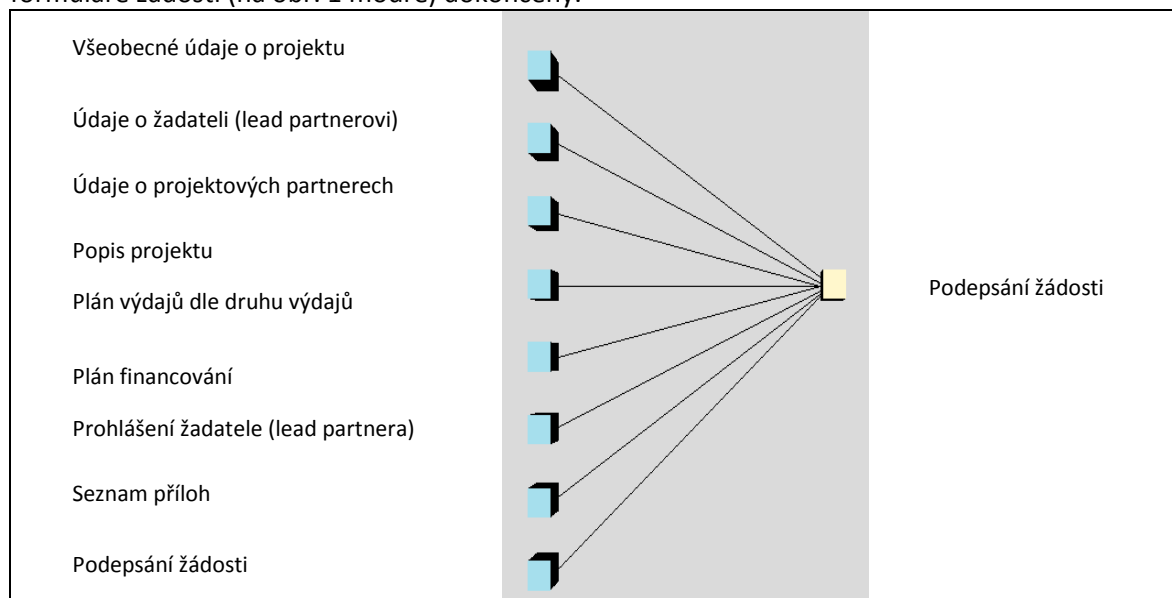 formuláře žádosti (na obr. 1 modře) dokončeny.
Všeobecné údaje o projektu
Údaje o žadateli (lead partnerovi)
Údaje o projektových partnerech
Popis projektu
Plán výdajů dle druhu výdajů
Podepsání žádosti
Plán financování
Prohlášení žadatele (lead partnera)
Seznam příloh
Podepsání žádosti